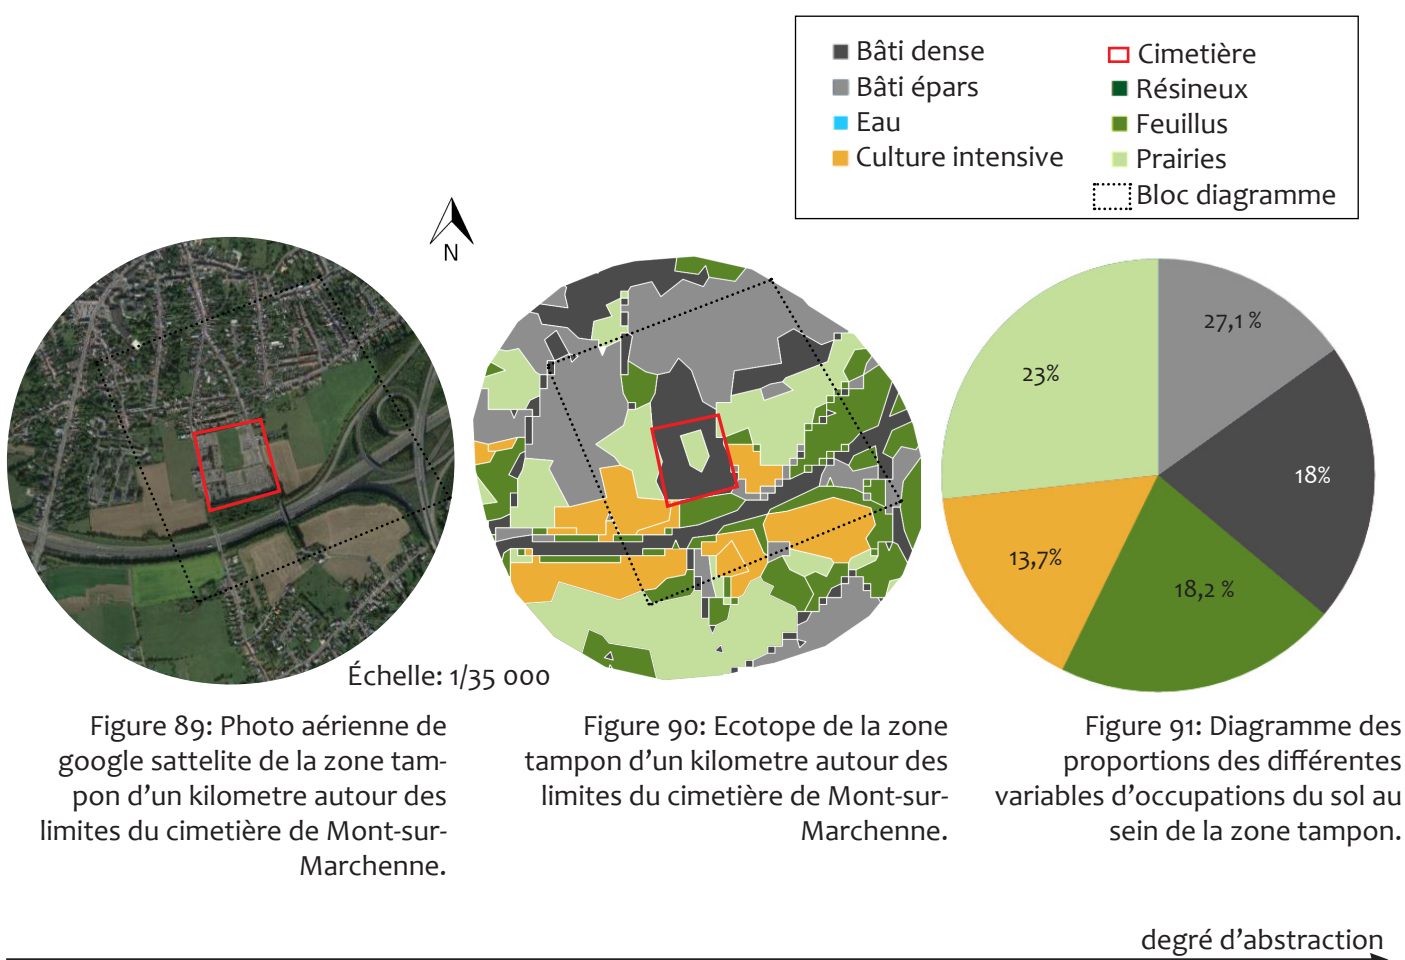 Bâti dense
Bâti épars
Eau
Culture intensive
Cimetière
Résineux
Feuillus
Prairies
Bloc diagramme
N
27,1 %
18%
18,2 %
13,7%
23%
Échelle: 1/35 000
Figure 89: Photo aérienne de
google sattelite de la zone tam-
pon d'un kilometre autour des
limites du cimetière de Mont-sur-
Marchenne.
Figure 90: Ecotope de la zone
tampon d'un kilometre autour des
limites du cimetière de Mont-sur-
Marchenne.
Figure 91: Diagramme des
proportions des différentes
variables d'occupations du sol au
sein de la zone tampon.
degré d'abstraction